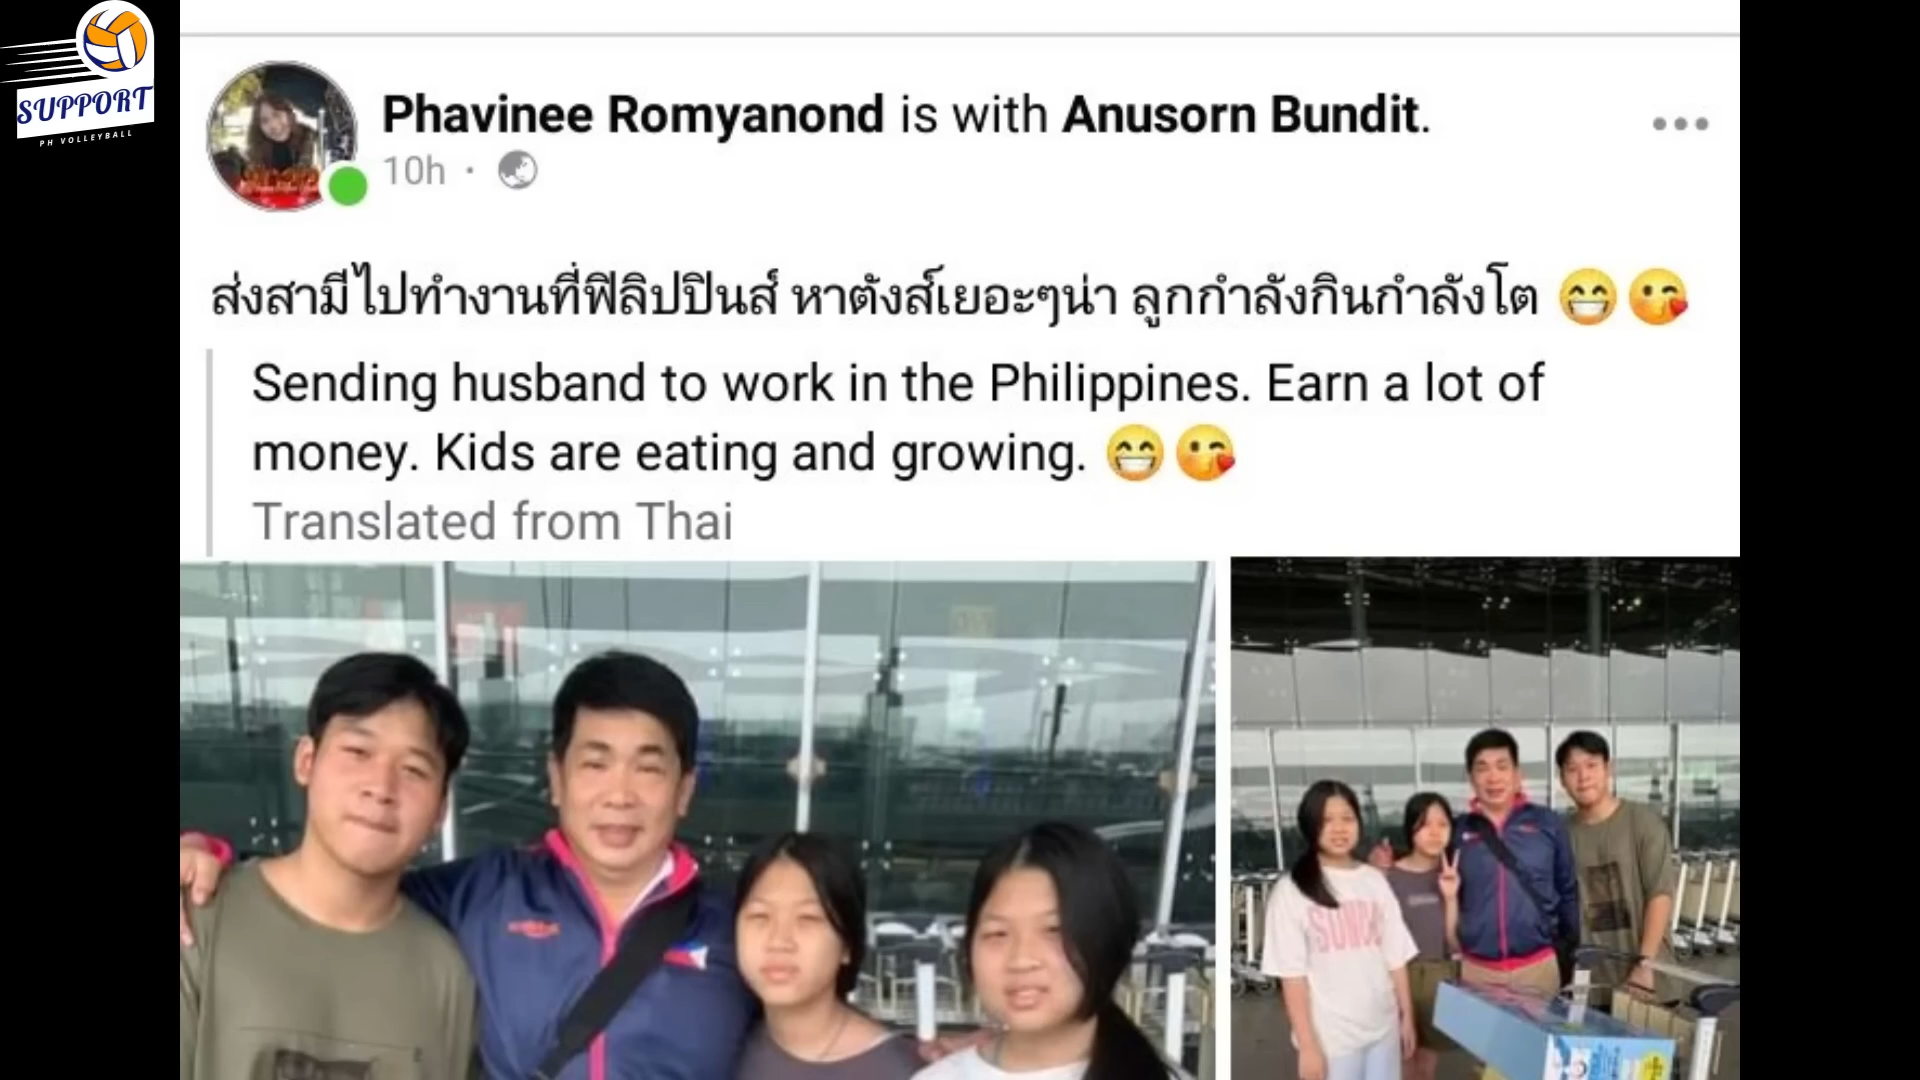 SUPPORT
PH VOLLEYBALL
Phavinee Romyanond is with Anusorn Bundit.
10h
ส่งสามีไปทำงานที่ฟิลิปปินส์ หาตังส์เยอะๆน่า ลูกกำลังกินกำลังโต 😁😘
Sending husband to work in the Philippines. Earn a lot of
money. Kids are eating and growing. 😁😘
Translated from Thai